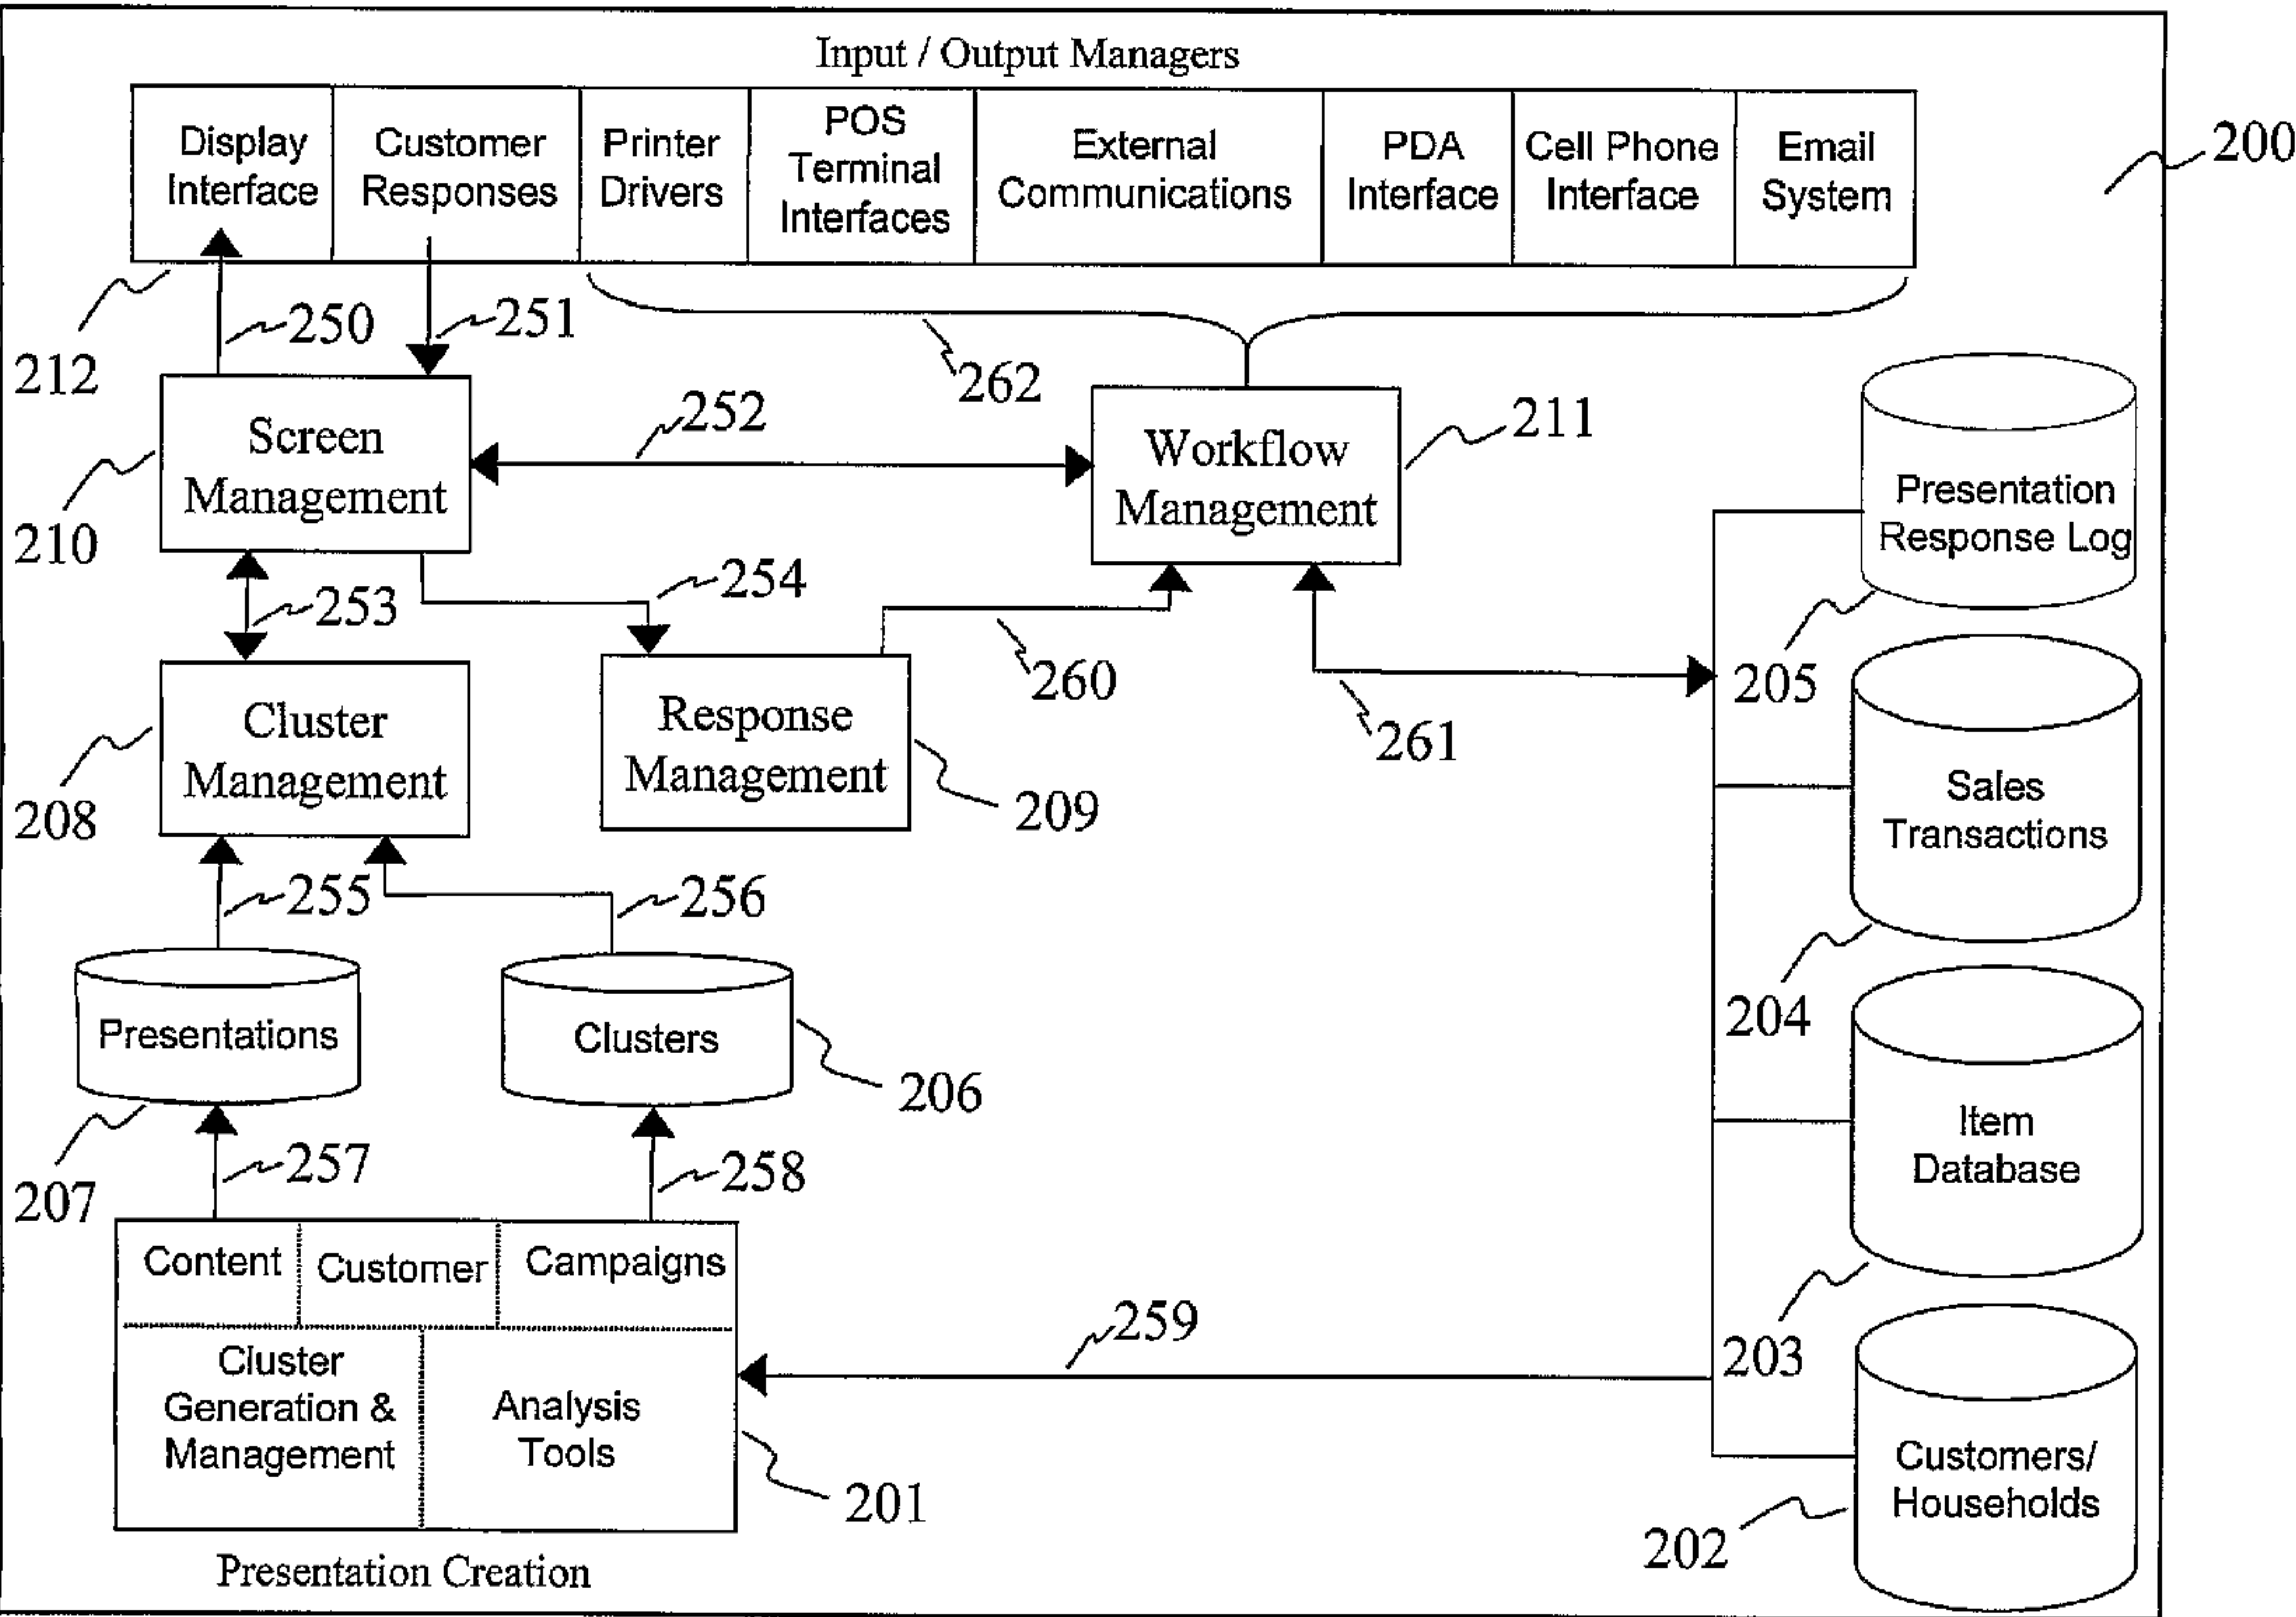 Input / Output Managers
Display
Interface
Customer
Responses
Printer
Drivers
POS
Terminal
Interfaces
External
Communications
PDA
Interface
Cell Phone
Interface
Email
System
200
212
250
251
262
252
211
Screen
Management
Workflow
Management
210
Presentation
Response Log
205
253
254
260
261
Cluster
Management
Response
Management
208
209
Sales
Transactions
204
255
256
Presentations
Clusters
206
207
257
258
Item
Database
203
Content
Customer
Campaigns
Cluster
Generation &
Management
Analysis
Tools
259
201
Customers/
Households
202
Presentation Creation